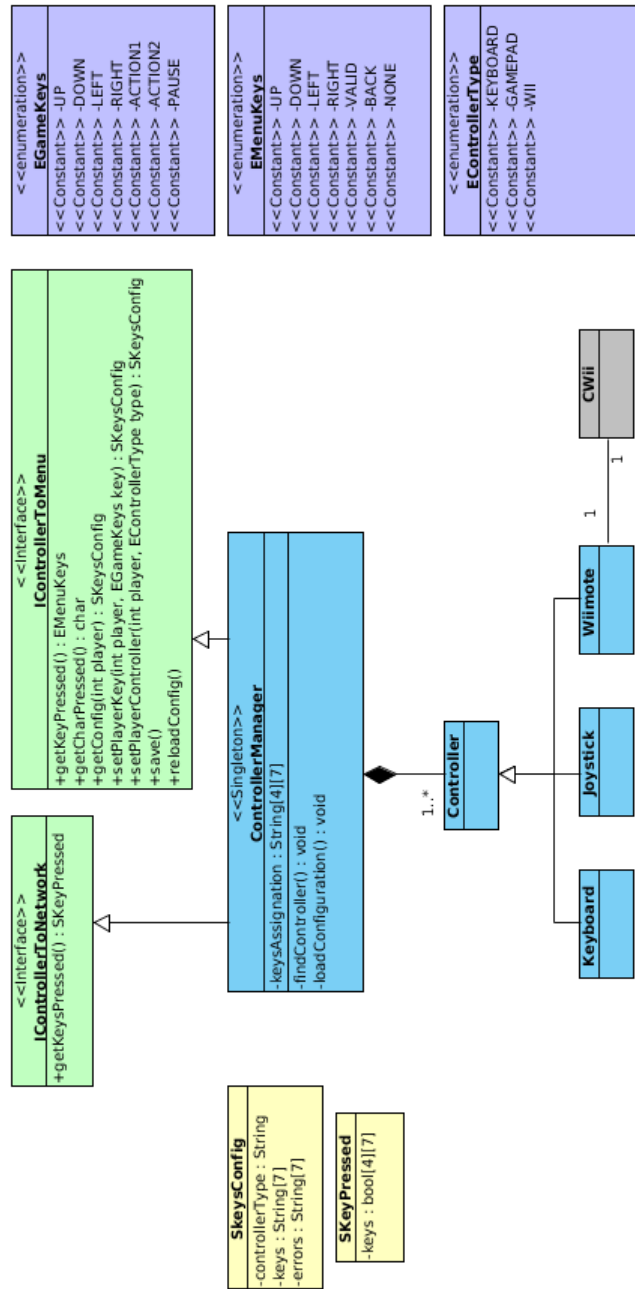 <<Interface>>
IControllerToNetwork
+getKeysPressed() : SKeyPressed
<<Interface>>
IControllerToMenu
+getKeyPressed() : EMenuKeys
+getCharPressed() : char
+getConfig(int player) : SKeysConfig
+setPlayerKey(int player, EGameKeys key) : SKeysConfig
+setPlayerController(int player, EControllerType type) : SKeysConfig
+save()
+reloadConfig()
<<enumeration>>
EGameKeys
<<Constant>> -UP
<<Constant>> -DOWN
<<Constant>> -LEFT
<<Constant>> -RIGHT
<<Constant>> -ACTION1
<<Constant>> -ACTION2
<<Constant>> -PAUSE
SkeysConfig
-controllerType : String
-keys : String[7]
-errors : String[7]
SKeyPressed
-keys : bool[4][7]
<<Singleton>>
ControllerManager
-keysAssignation : String[4][7]
-findController() : void
-loadConfiguration() : void
<<enumeration>>
EMenuKeys
<<Constant>> -UP
<<Constant>> -DOWN
<<Constant>> -LEFT
<<Constant>> -RIGHT
<<Constant>> -VALID
<<Constant>> -BACK
<<Constant>> -NONE
1..*
Controller
<<enumeration>>
EControllerType
<<Constant>> -KEYBOARD
<<Constant>> -GAMEPAD
<<Constant>> -WII
Keyboard
Joystick
Wiimote
1
1
CWii